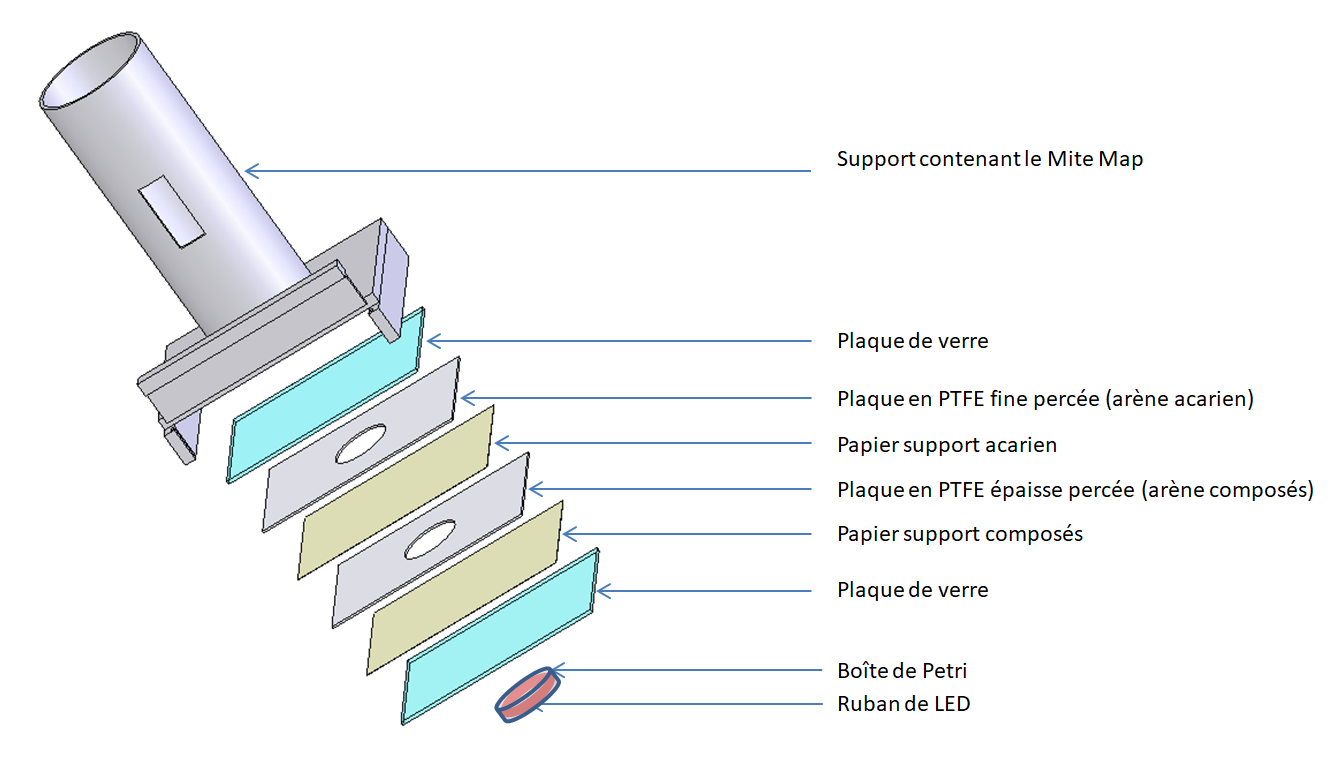 Support contenant le Mite Map
Plaque de verre
Plaque en PTFE fine percée (arène acarien)
Papier support acarien
Plaque en PTFE épaisse percée (arène composés)
Papier support composés
Plaque de verre
Boîte de Petri
Ruban de LED